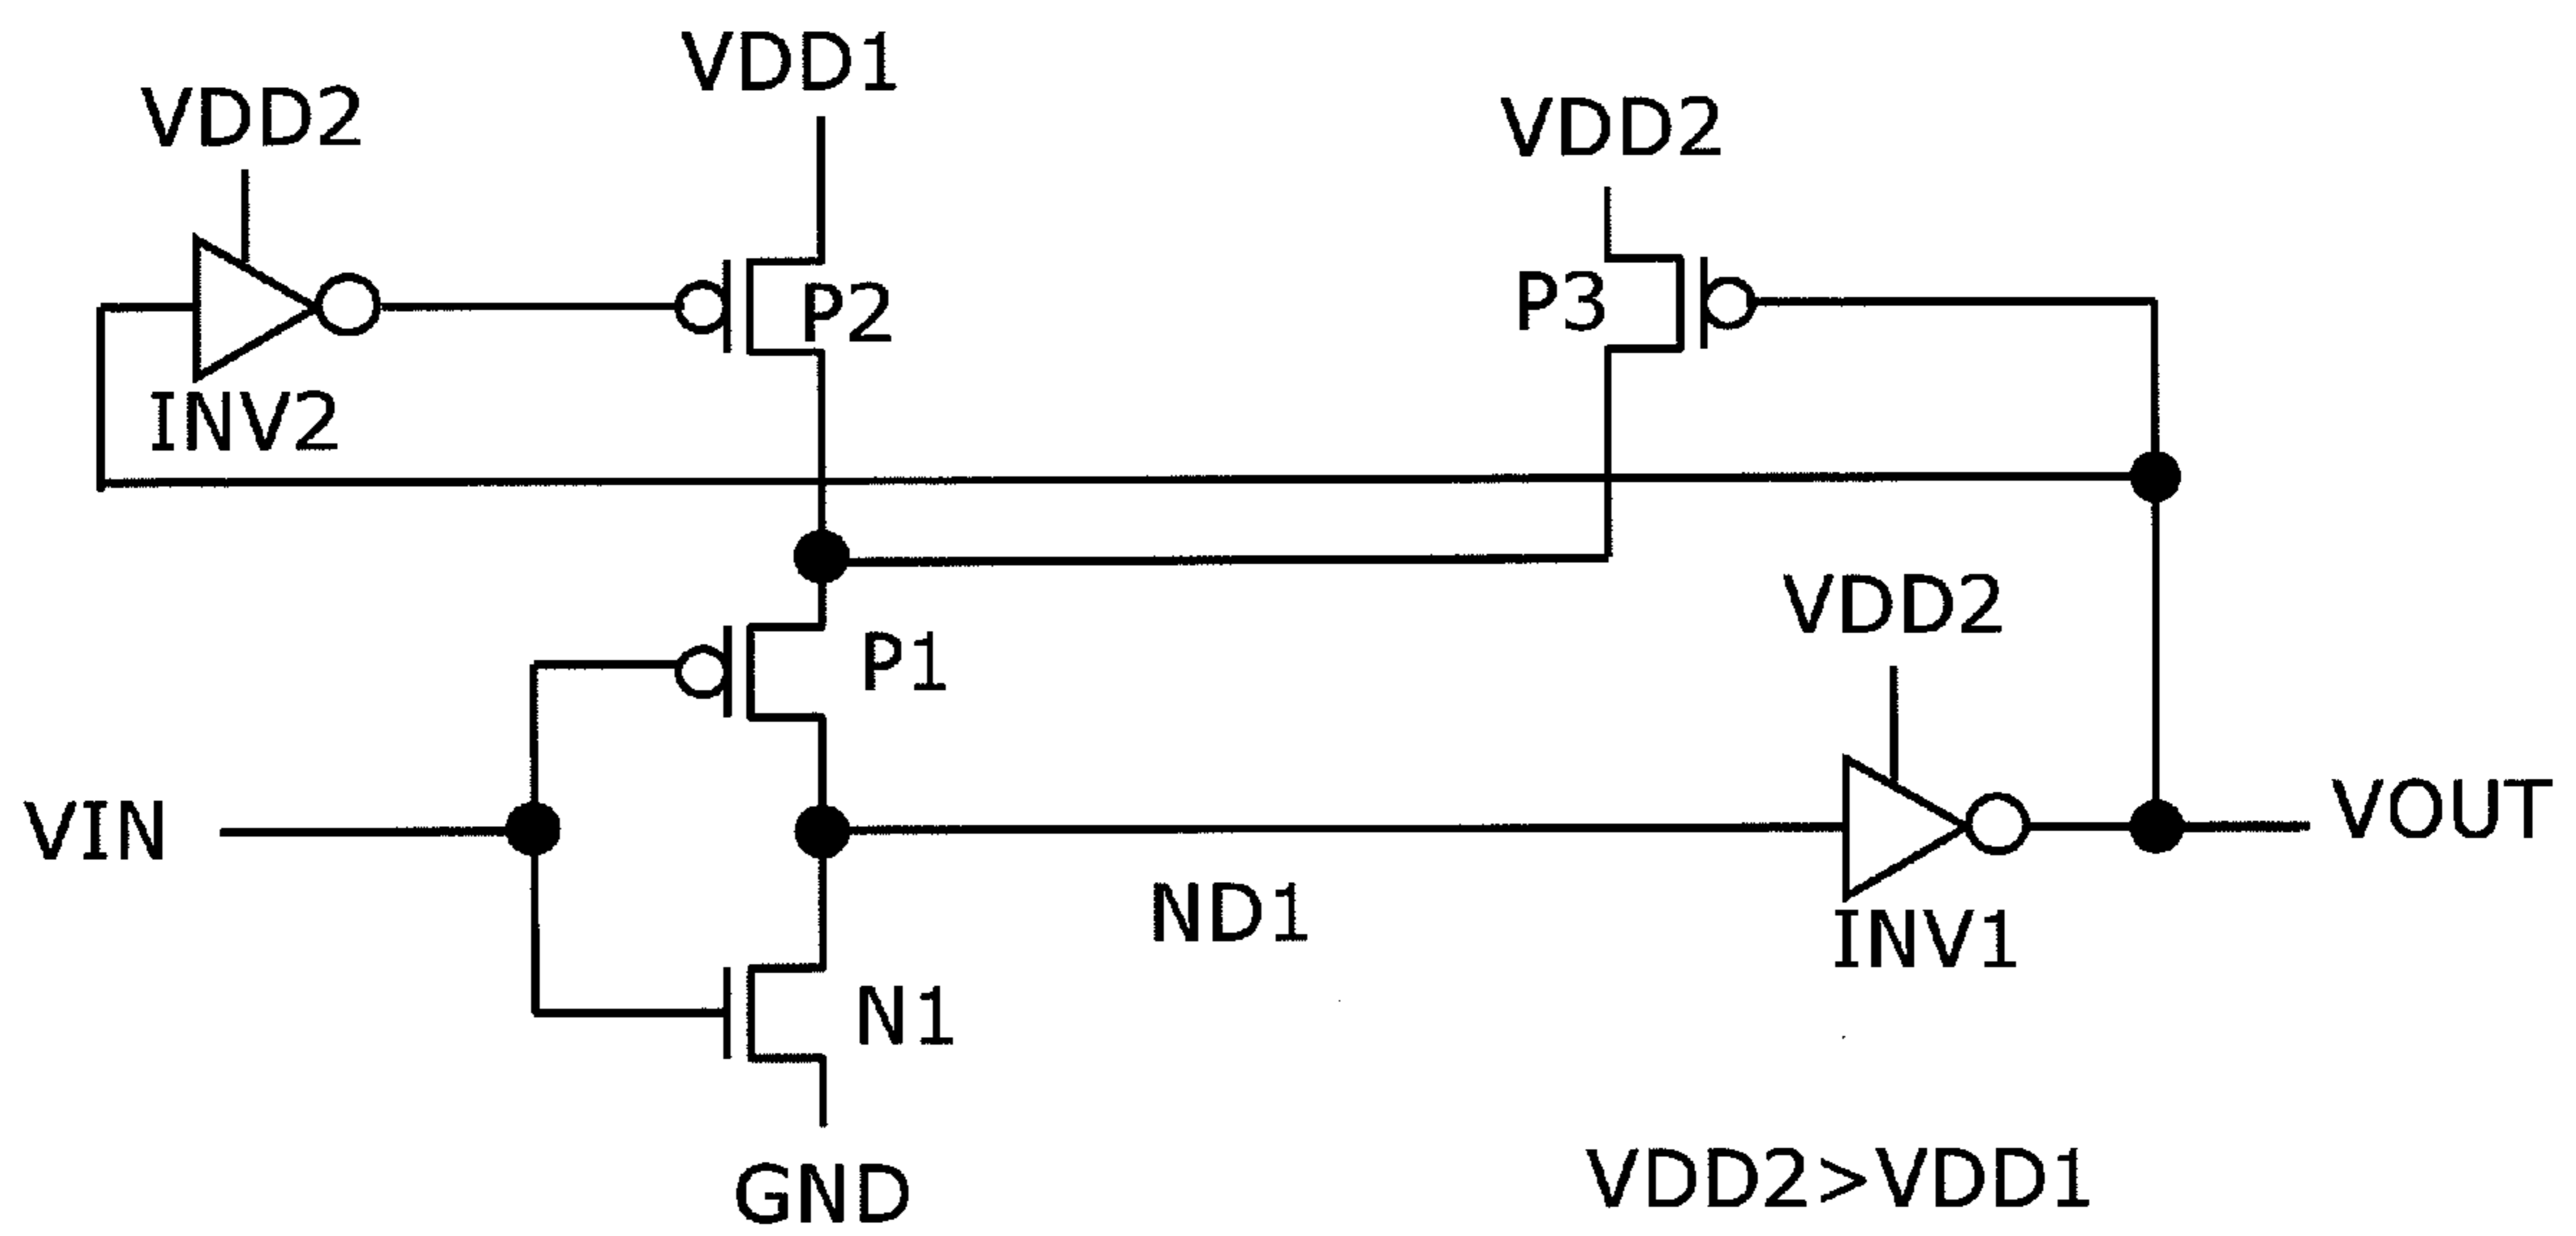 VDD1
VDD2
VDD2
P2
P3
INV2
VDD2
P1
VIN
VOUT
ND1
INV1
N1
GND
VDD2>VDD1